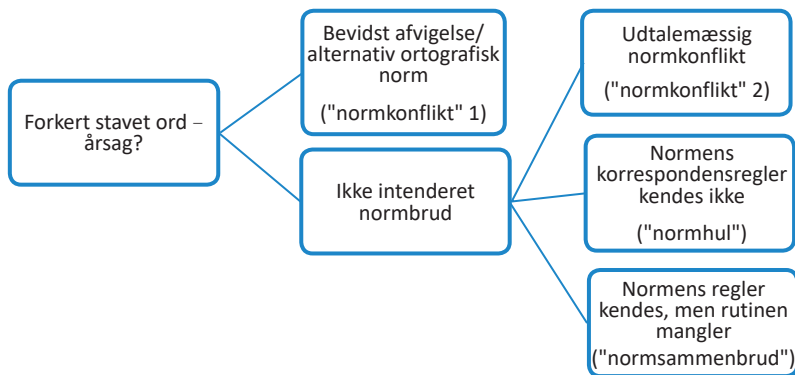 Forkert stavet ord –
årsag?
Bevidst afvigelse/
alternativ ortografisk
norm
("normkonflikt" 1)
Ikke intenderet
normbrud
Udtalemæssig
normkonflikt
("normkonflikt" 2)
Normens
korrespondensregler
kendes ikke
("normhul")
Normens regler
kendes, men rutinen
mangler
("normsammenbrud")